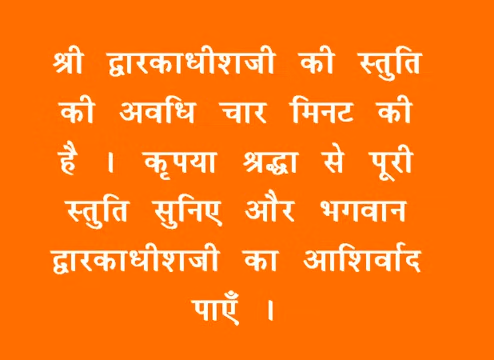 श्री द्वारकाधीशजी की स्तुति
की अवधि चार मिनट की
है । कृपया श्रद्धा से पूरी
स्तुति सुनिए और भगवान
द्वारकाधीशजी का आशिर्वाद
पाएँ ।